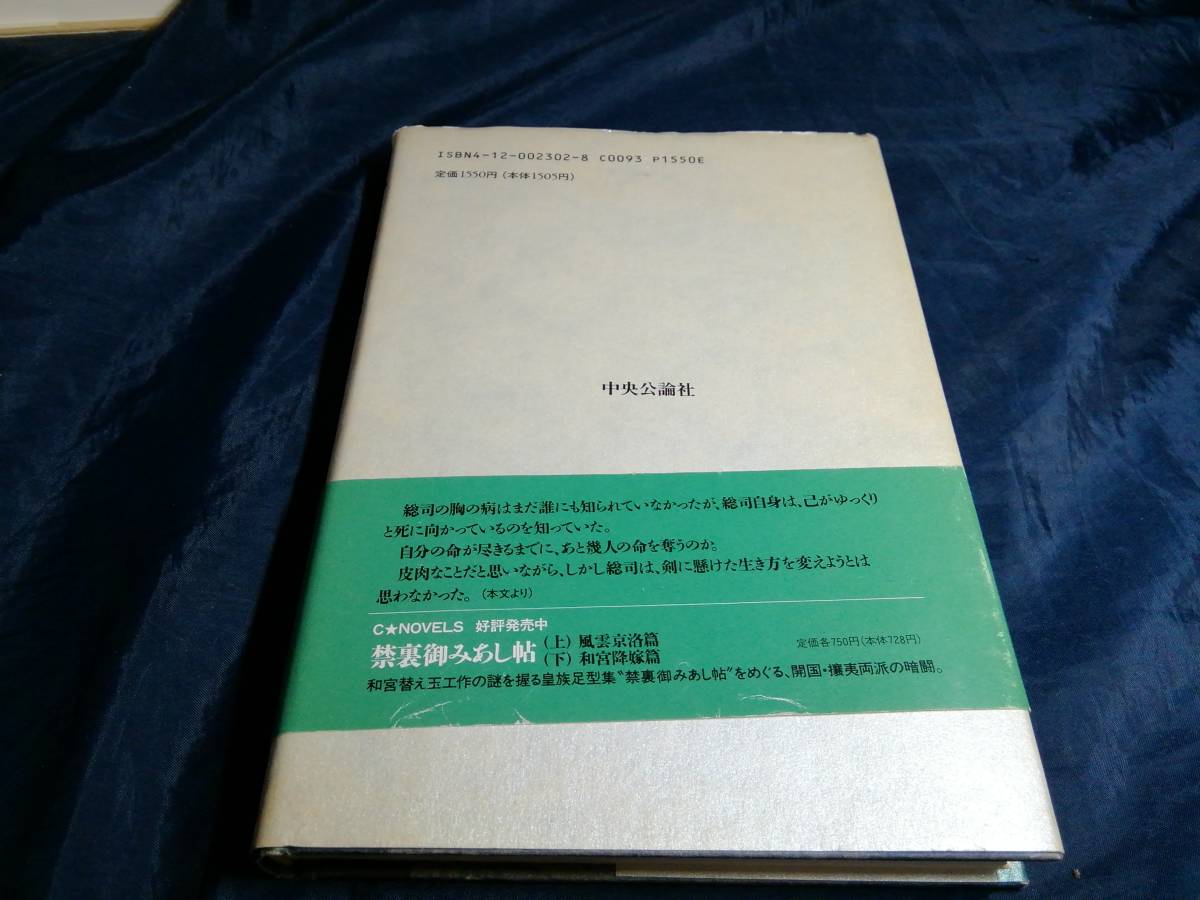 ISBN4-12-002302-8 C0093 P1550E
定価1550円(本体1505円)
中央公論社
総司の胸の病はまだ誰にも知られていなかったが、総司自身は、己がゆっくり
と死に向かっているのを知っていた。
自分の命が尽きるまでに、あと幾人の命を奪うのか。
皮肉なことだと思いながら、しかし総司は、剣に懸けた生き方を変えようとは
思わなかった。(本文より)
C★NOVELS 好評発売中
禁裏御みあし帖 (上)風雲京洛篇 定価各750円(本体728円)
(下)和宮降嫁篇
和宮替え玉工作の謎を握る皇族足型集“禁裏御みあし帖”をめぐる、開国・攘夷両派の暗闘。